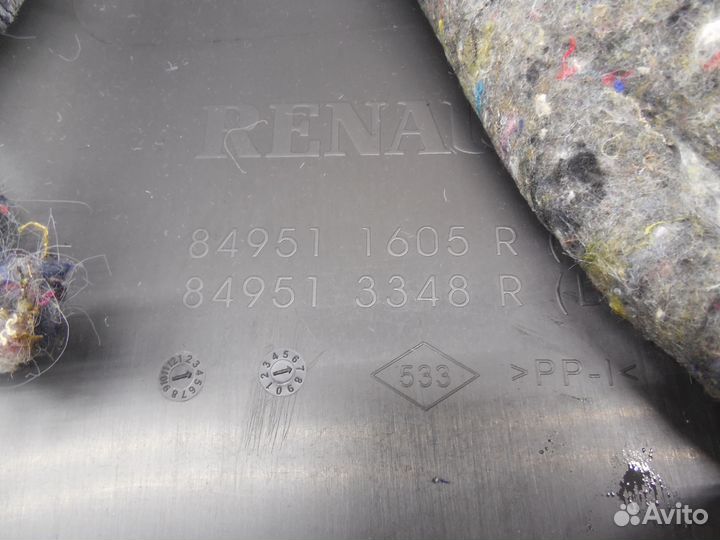 RENAU
84951 1605 R (
84951 3348 R (L
533
>PP-I<
Avito